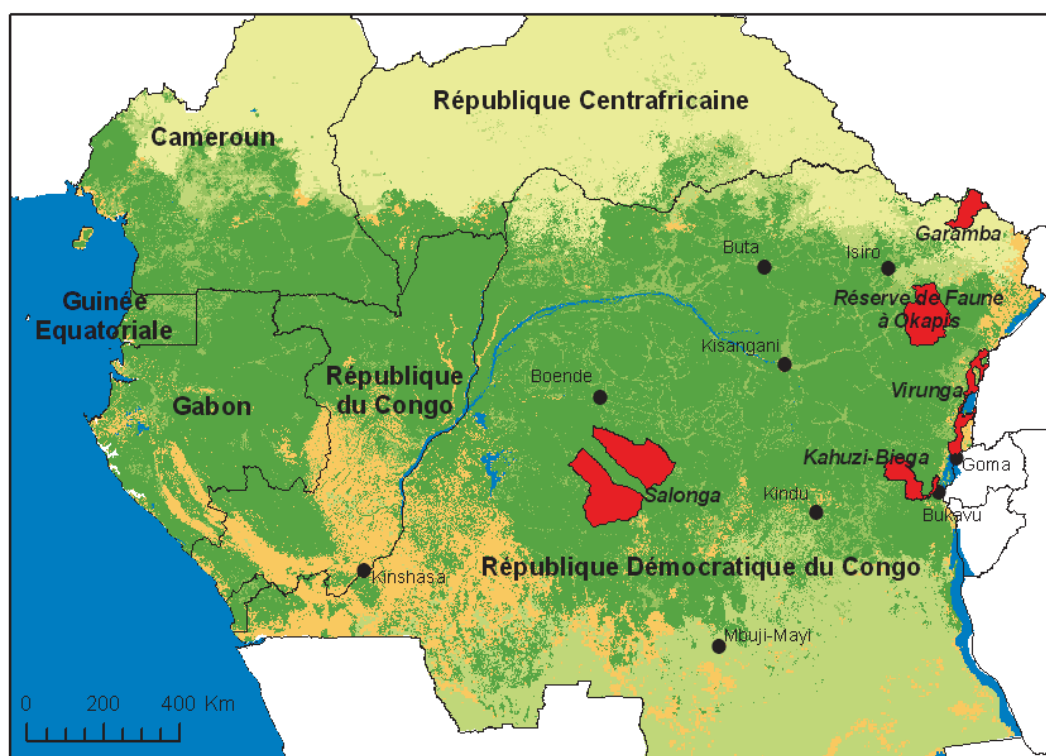 République Centrafricaine
Cameroun
Garamba
Buta
Isiro
Guinée
Equatoriale
Réserve de Faune
à Okapis
Kisangani
République
du Congo
Boende
Virunga
Gabon
Kahuzi-Biega
Goma
Salonga
Kindu
Bukavu
République Démocratique du Congo
Kinshasa
Mbuji-Mayi
0 200 400 Km